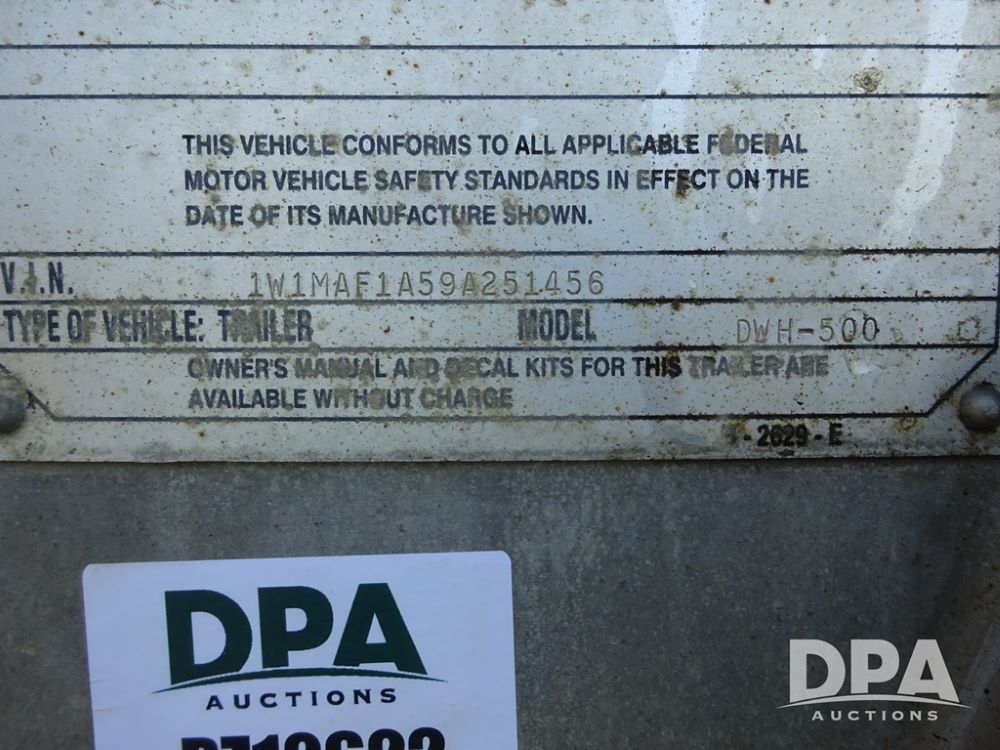 THIS VEHICLE CONFORMS TO ALL APPLICABLE FEDERAL
MOTOR VEHICLE SAFETY STANDARDS IN EFFECT ON THE
DATE OF ITS MANUFACTURE SHOWN.
V.I.N. 1W1MAF1A59A251456
TYPE OF VEHICLE: TRAILER MODEL DWH-500
OWNER'S MANUAL AND DECAL KITS FOR THIS TRAILER ARE
AVAILABLE WITHOUT CHARGE
- 2629 - E
DPA
AUCTIONS
DPA
AUCTIONS